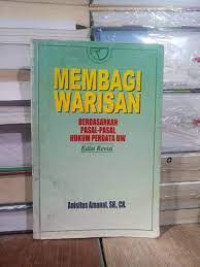 MEMBAGI
WARISAN
BERDASARKAN
PASAL-PASAL
HUKUM PERDATA BW
Edisi Revisi
Anisitus Amanat, SH, CN.